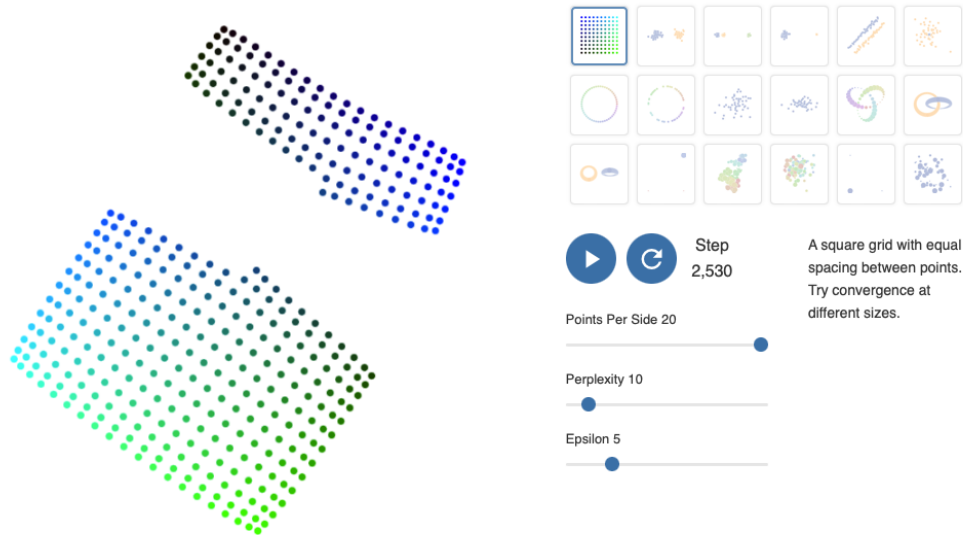 Step
2,530
A square grid with equal
spacing between points.
Try convergence at
different sizes.
Points Per Side 20
Perplexity 10
Epsilon 5